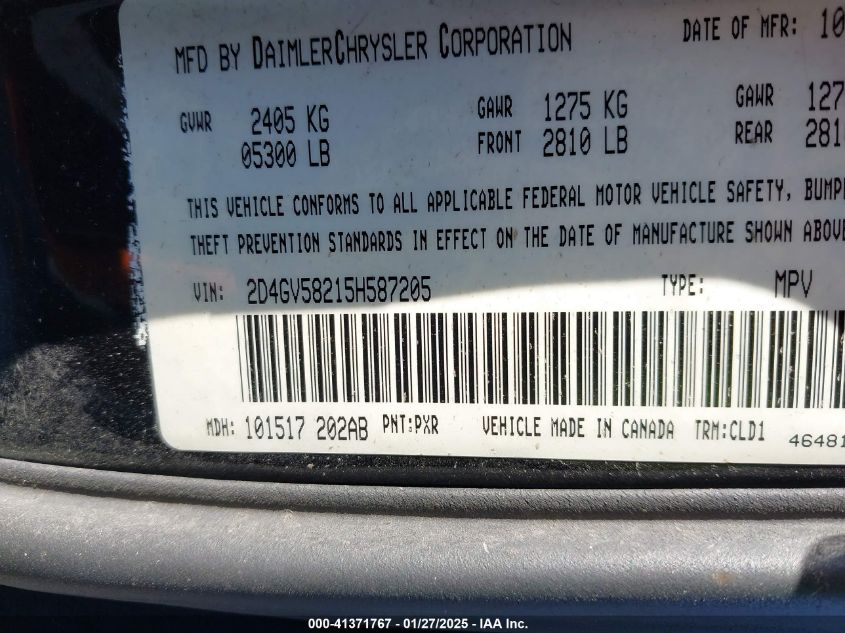 MFD BY DAIMLERCHRYSLER CORPORATION DATE OF MFR: 10
GVWR 2405 KG GAWR 1275 KG GAWR 127
05300 LB FRONT 2810 LB REAR 281
THIS VEHICLE CONFORMS TO ALL APPLICABLE FEDERAL MOTOR VEHICLE SAFETY, BUMP
THEFT PREVENTION STANDARDS IN EFFECT ON THE DATE OF MANUFACTURE SHOWN ABOVE
VIN: 2D4GV58215H587205 TYPE: MPV
MDH: 101517 202AB PNT:PXR VEHICLE MADE IN CANADA TRM:CLD1 46481
000-41371767 – 01/27/2025 – IAA Inc.